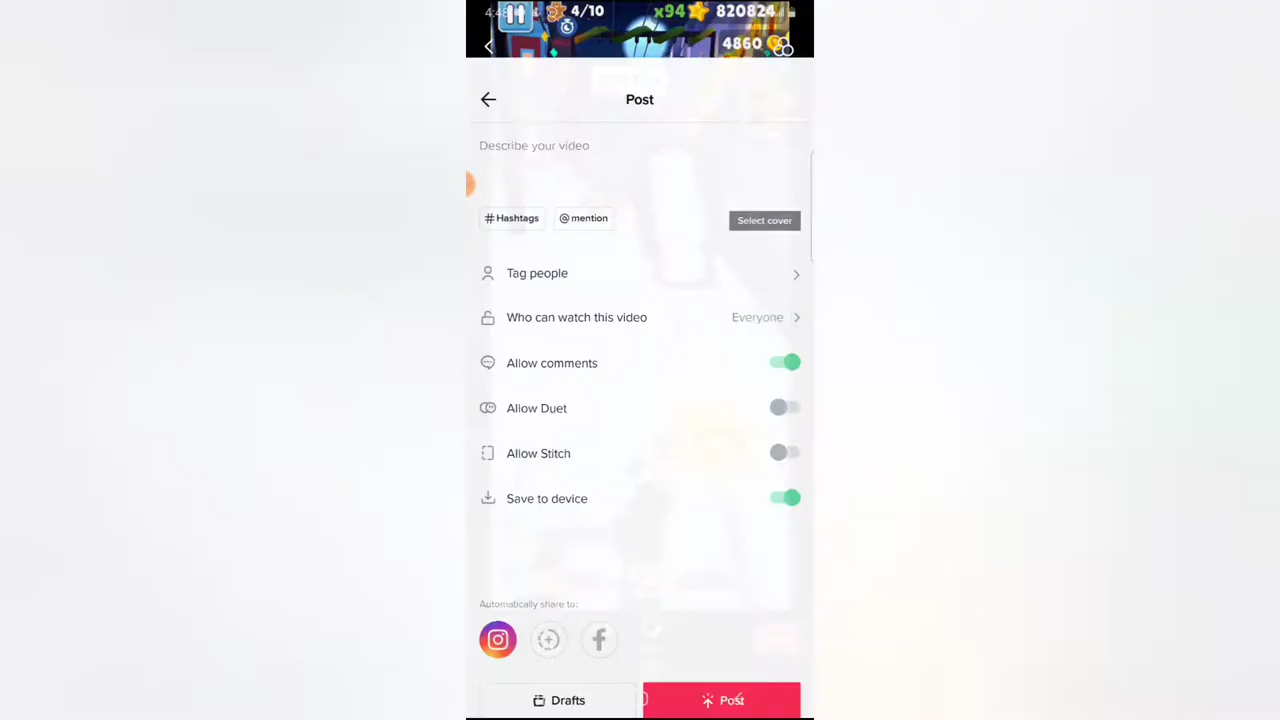 4/10 x94 820824
4860
Post
Describe your video
#Hashtags @mention Select cover
Tag people
Who can watch this video Everyone
Allow comments
Allow Duet
Allow Stitch
Save to device
Automatically share to:
Drafts Post